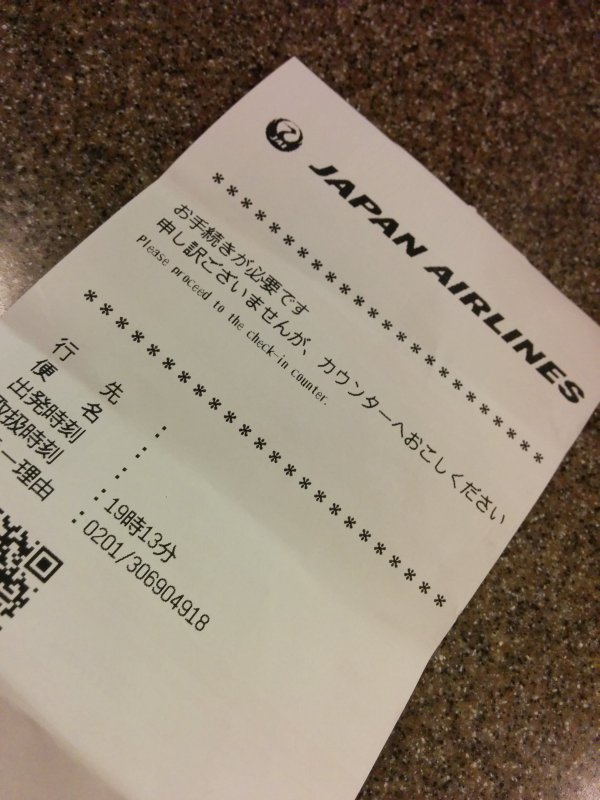 JAL JAPAN AIRLINES
************************
お手続きが必要です
申し訳ございませんが、カウンターへおこしください
Please proceed to the check-in counter.
************************
行 先 :
便 名 :
出発時刻 :
取扱時刻 : 19時13分
ー理由 : 0201/306904918